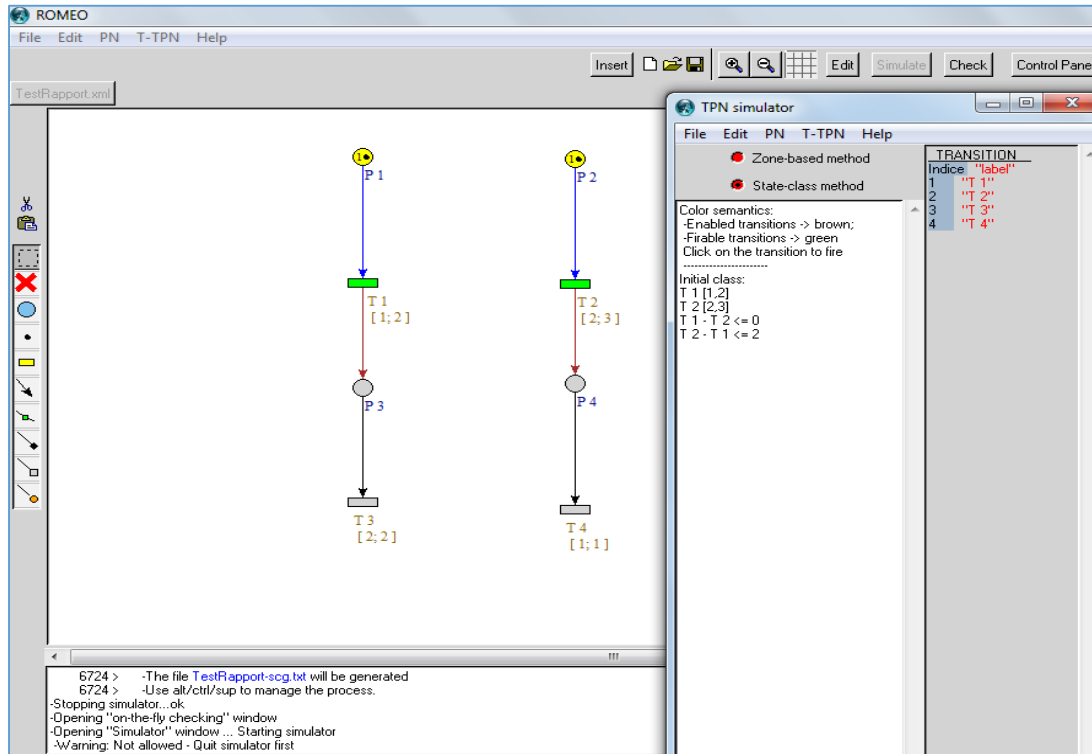 ROMEO
File Edit PN T-TPN Help
Insert Edit Simulate Check Control Pane
TestRapport.xml
1 1
P 1 P 2
T 1 T 2
[ 1; 2 ] [ 2; 3 ]
P 3 P 4
T 3 T 4
[ 2; 2 ] [ 1; 1 ]
6724 > -The file TestRapport-scg.txt will be generated
6724 > -Use alt/ctrl/sup to manage the process.
-Stopping simulator...ok
-Opening "on-the-fly checking" window
-Opening "Simulator" window ... Starting simulator
-Warning: Not allowed - Quit simulator first
TPN simulator
File Edit PN T-TPN Help
Zone-based method
State-class method
Color semantics:
-Enabled transitions -> brown;
-Firable transitions -> green
Click on the transition to fire
-----------------------
Initial class:
T 1 [1,2]
T 2 [2,3]
T 1 - T 2 <= 0
T 2 - T 1 <= 2
TRANSITION
Indice "label"
1 "T 1"
2 "T 2"
3 "T 3"
4 "T 4"